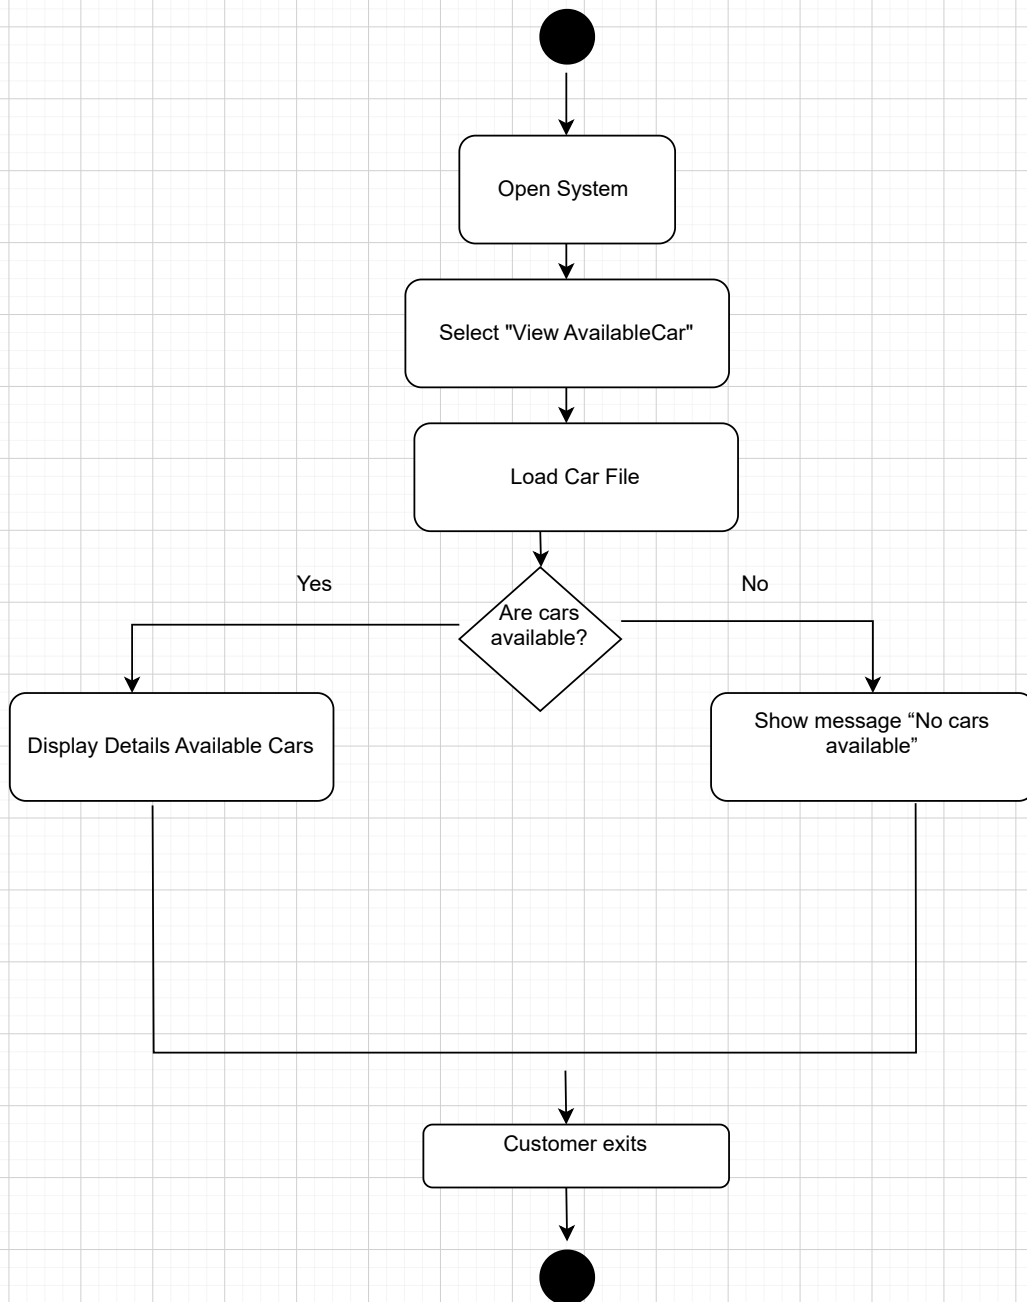 Open System
Select "View AvailableCar"
Load Car File
Yes
No
Are cars
available?
Display Details Available Cars
Show message “No cars
available”
Customer exits